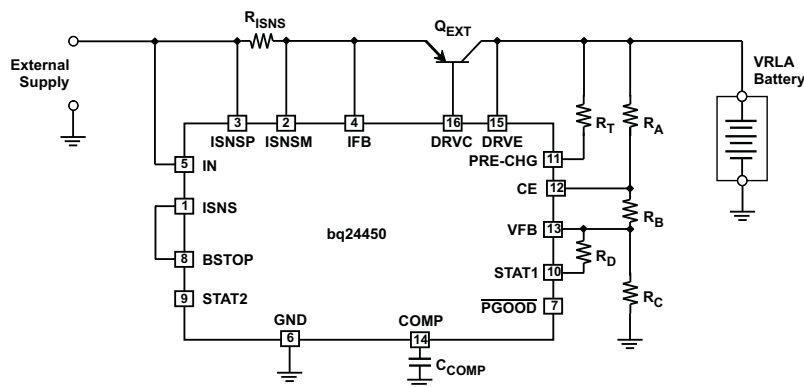 R_ISNS
Q_EXT
External
Supply
VRLA
Battery
3 2 4 16 15
ISNSP ISNSM IFB DRVC DRVE
R_T
R_A
5 IN
PRE-CHG 11
CE 12
1 ISNS
R_B
VFB 13
bq24450
8 BSTOP
R_D
STAT1 10
9 STAT2
PGOOD 7
R_C
GND
6
COMP
14
C_COMP